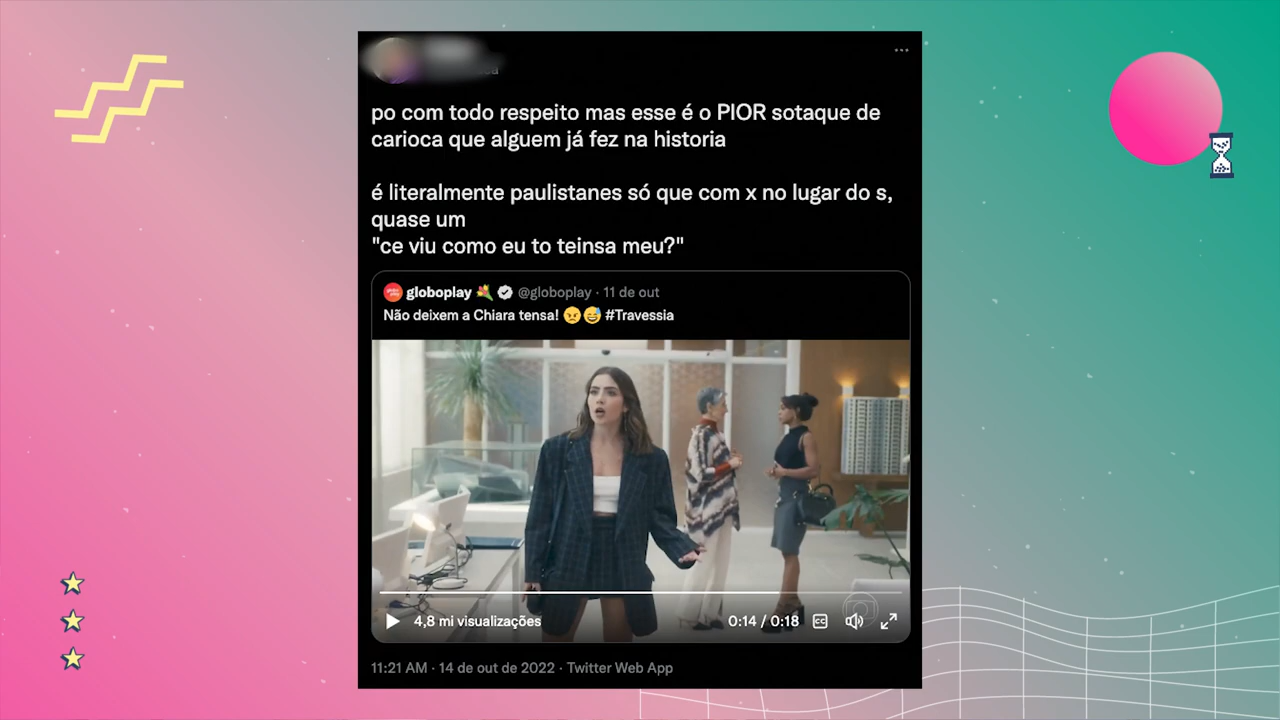 po com todo respeito mas esse é o PIOR sotaque de
carioca que alguem já fez na historia
é literalmente paulistanes só que com x no lugar do s,
quase um
"ce viu como eu to teinsa meu?"
globoplay @globoplay · 11 de out
Não deixem a Chiara tensa! 😠😅 #Travessia
4,8 mi visualizações
0:14 / 0:18
CC
11:21 AM · 14 de out de 2022 · Twitter Web App